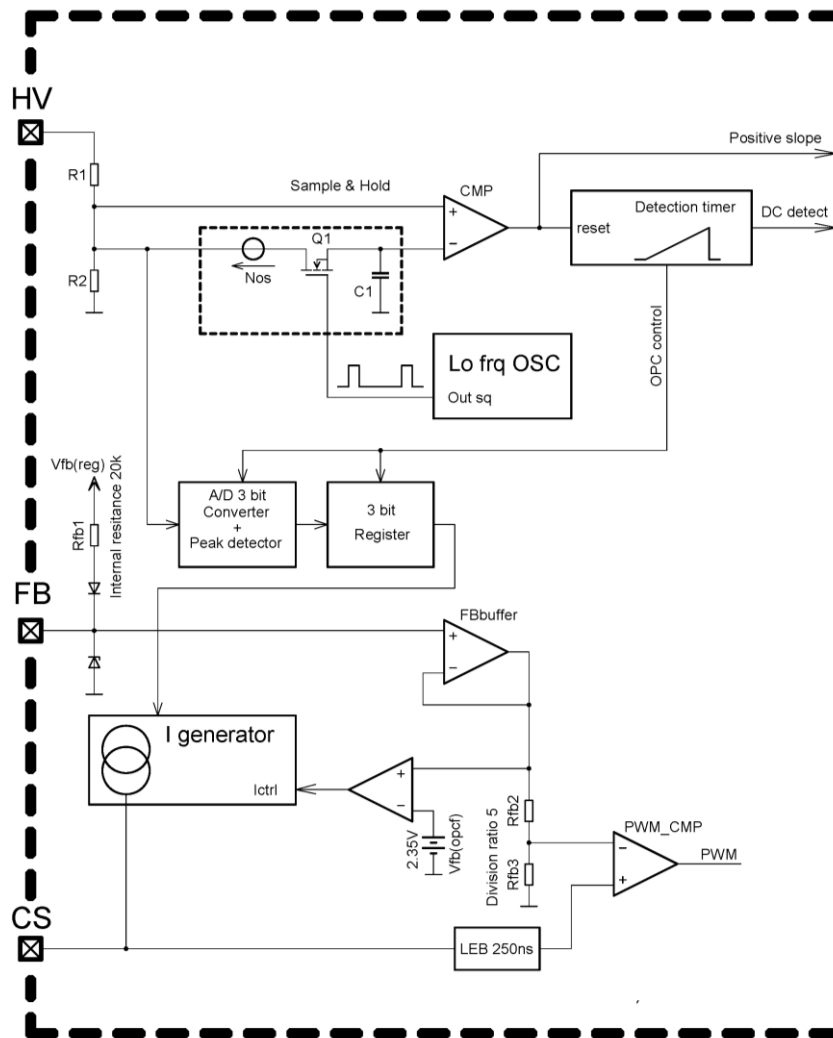 HV
Positive slope
R1
Sample & Hold
CMP
Detection timer
DC detect
reset
Q1
Nos
C1
R2
OPC control
Lo frq OSC
Out sq
Vfb(reg)
Rfb1
Internal resitance 20k
A/D 3 bit
Converter
+
Peak detector
3 bit
Register
FB
FBbuffer
+
−
I generator
Ictrl
+
−
2.35V
Vfb(opcf)
Division ratio 5
Rfb2
Rfb3
PWM_CMP
−
+
PWM
CS
LEB 250ns
+
−